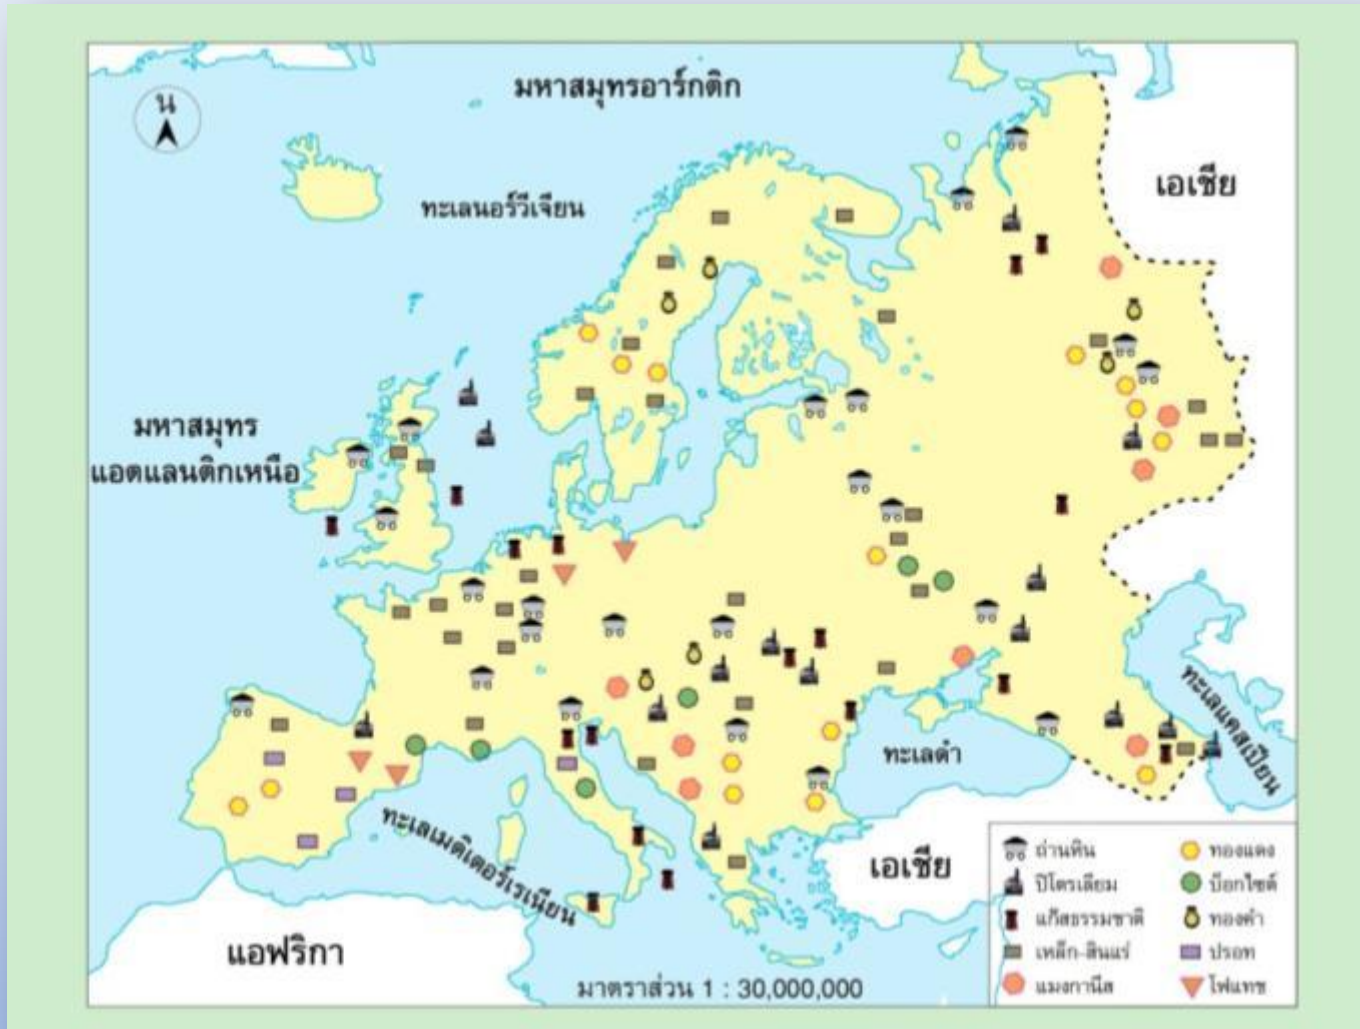 น
มหาสมุทรอาร์กติก
เอเชีย
ทะเลนอร์วีเจียน
มหาสมุทร
แอตแลนติกเหนือ
ทะเลแคสเปียน
ทะเลดำ
ทะเลเมดิเตอร์เรเนียน
เอเชีย
แอฟริกา
มาตราส่วน 1 : 30,000,000
ถ่านหิน
ปิโตรเลียม
แก๊สธรรมชาติ
เหล็ก-สินแร่
แมงกานีส
ทองแดง
บ็อกไซต์
ทองคำ
ปรอท
โพแทช